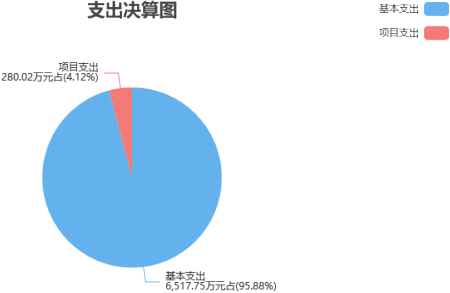 支出决算图
基本支出
项目支出
项目支出
280.02万元占(4.12%)
基本支出
6,517.75万元占(95.88%)